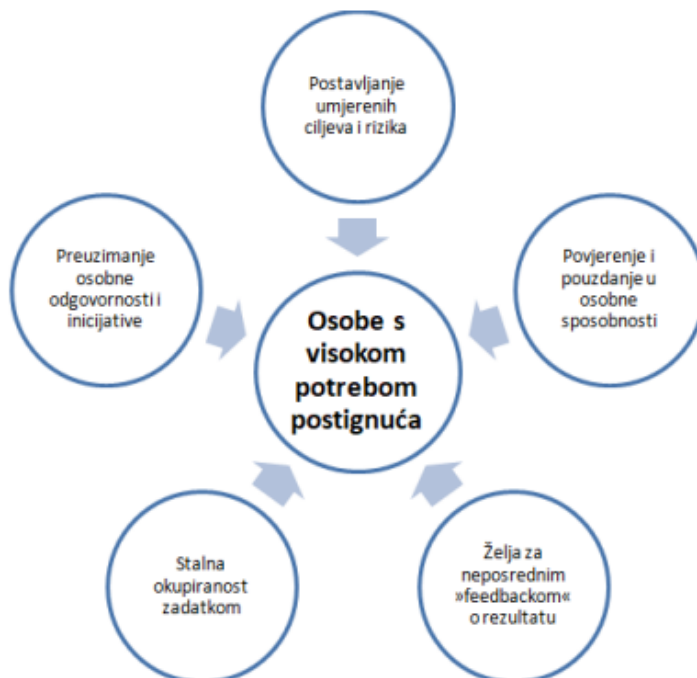 Postavljanje
umjerenih
ciljeva i rizika
Preuzimanje
osobne
odgovornosti i
inicijative
Povjerenje i
pouzdanje u
osobne
sposobnosti
Osobe s
visokom
potrebom
postignuća
Stalna
okupiranost
zadatkom
Želja za
neposrednim
»feedbackom«
o rezultatu